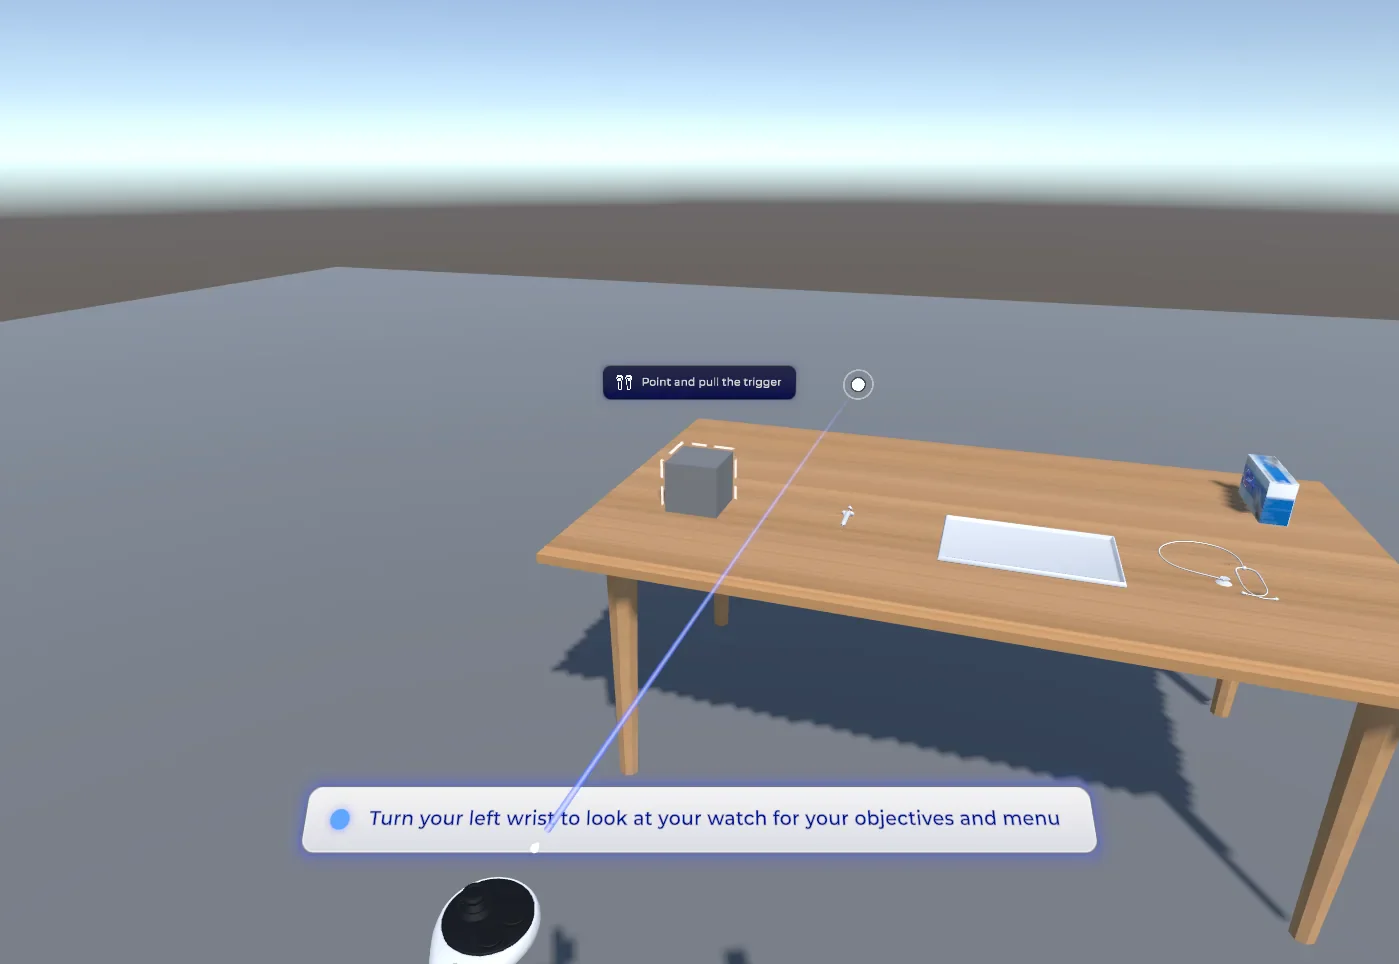 Point and pull the trigger
Turn your left wrist to look at your watch for your objectives and menu